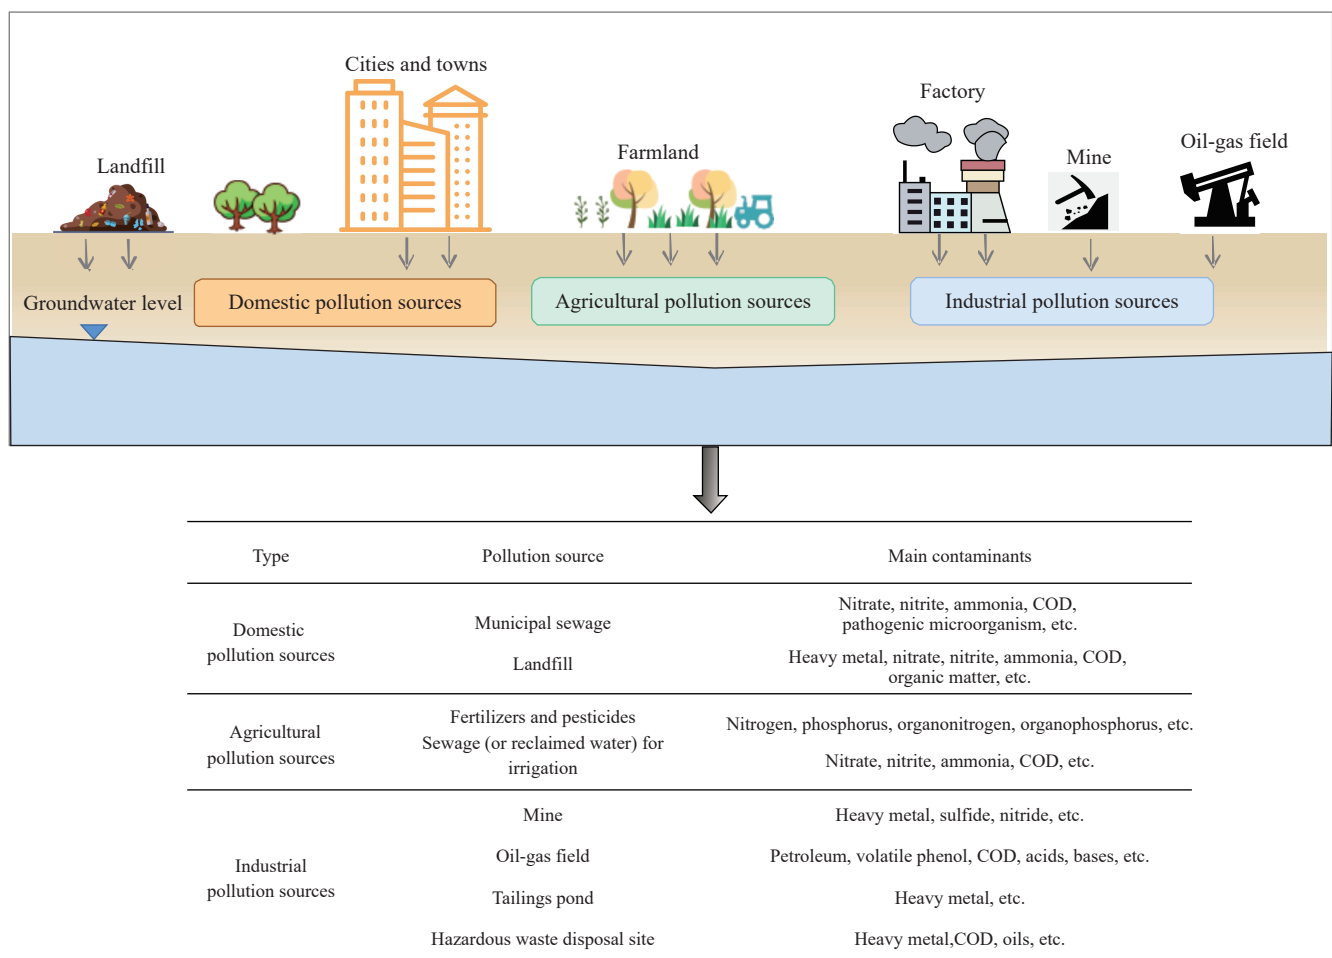 Cities and towns
Factory
Oil-gas field
Farmland
Mine
Landfill
Groundwater level
Domestic pollution sources
Agricultural pollution sources
Industrial pollution sources
Type
Pollution source
Main contaminants
Domestic
pollution sources
Municipal sewage
Nitrate, nitrite, ammonia, COD,
pathogenic microorganism, etc.
Landfill
Heavy metal, nitrate, nitrite, ammonia, COD,
organic matter, etc.
Agricultural
pollution sources
Fertilizers and pesticides
Nitrogen, phosphorus, organonitrogen, organophosphorus, etc.
Sewage (or reclaimed water) for
irrigation
Nitrate, nitrite, ammonia, COD, etc.
Industrial
pollution sources
Mine
Heavy metal, sulfide, nitride, etc.
Oil-gas field
Petroleum, volatile phenol, COD, acids, bases, etc.
Tailings pond
Heavy metal, etc.
Hazardous waste disposal site
Heavy metal,COD, oils, etc.